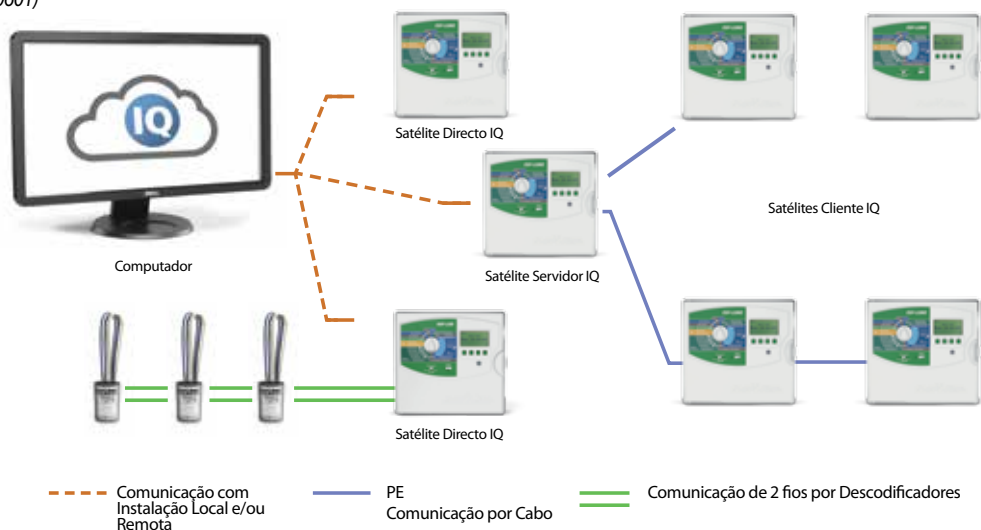 IQ
Satélite Directo IQ
Satélites Cliente IQ
Computador
Satélite Servidor IQ
Satélite Directo IQ
Comunicação com
Instalação Local e/ou
Remota
PE
Comunicação por Cabo
Comunicação de 2 fios por Descodificadores